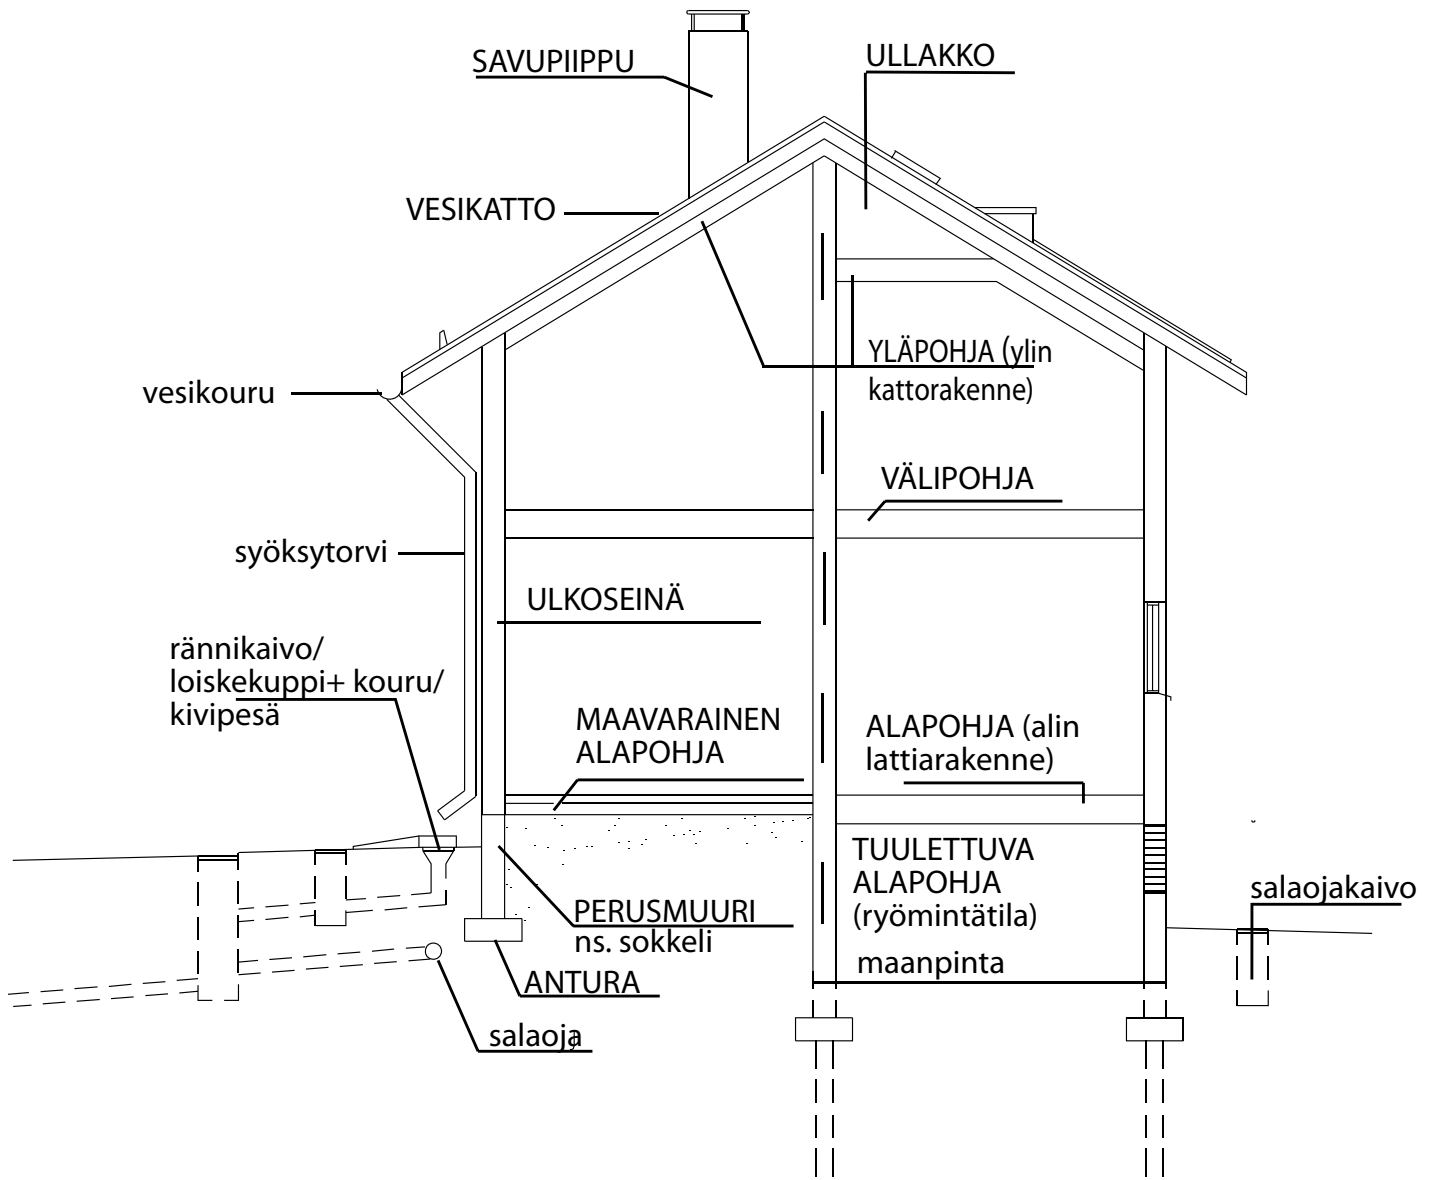 SAVUPIIPPU
ULLAKKO
VESIKATTO
YLÄPOHJA (ylin
kattorakenne)
vesikouru
VÄLIPOHJA
syöksytorvi
ULKOSEINÄ
rännikaivo/
loiskekuppi+ kouru/
kivipesä
MAAVARAINEN
ALAPOHJA
ALAPOHJA (alin
lattiarakenne)
TUULETTUVA
ALAPOHJA
(ryömintätila)
maanpinta
salaojakaivo
PERUSMUURI
ns. sokkeli
ANTURA
salaoja